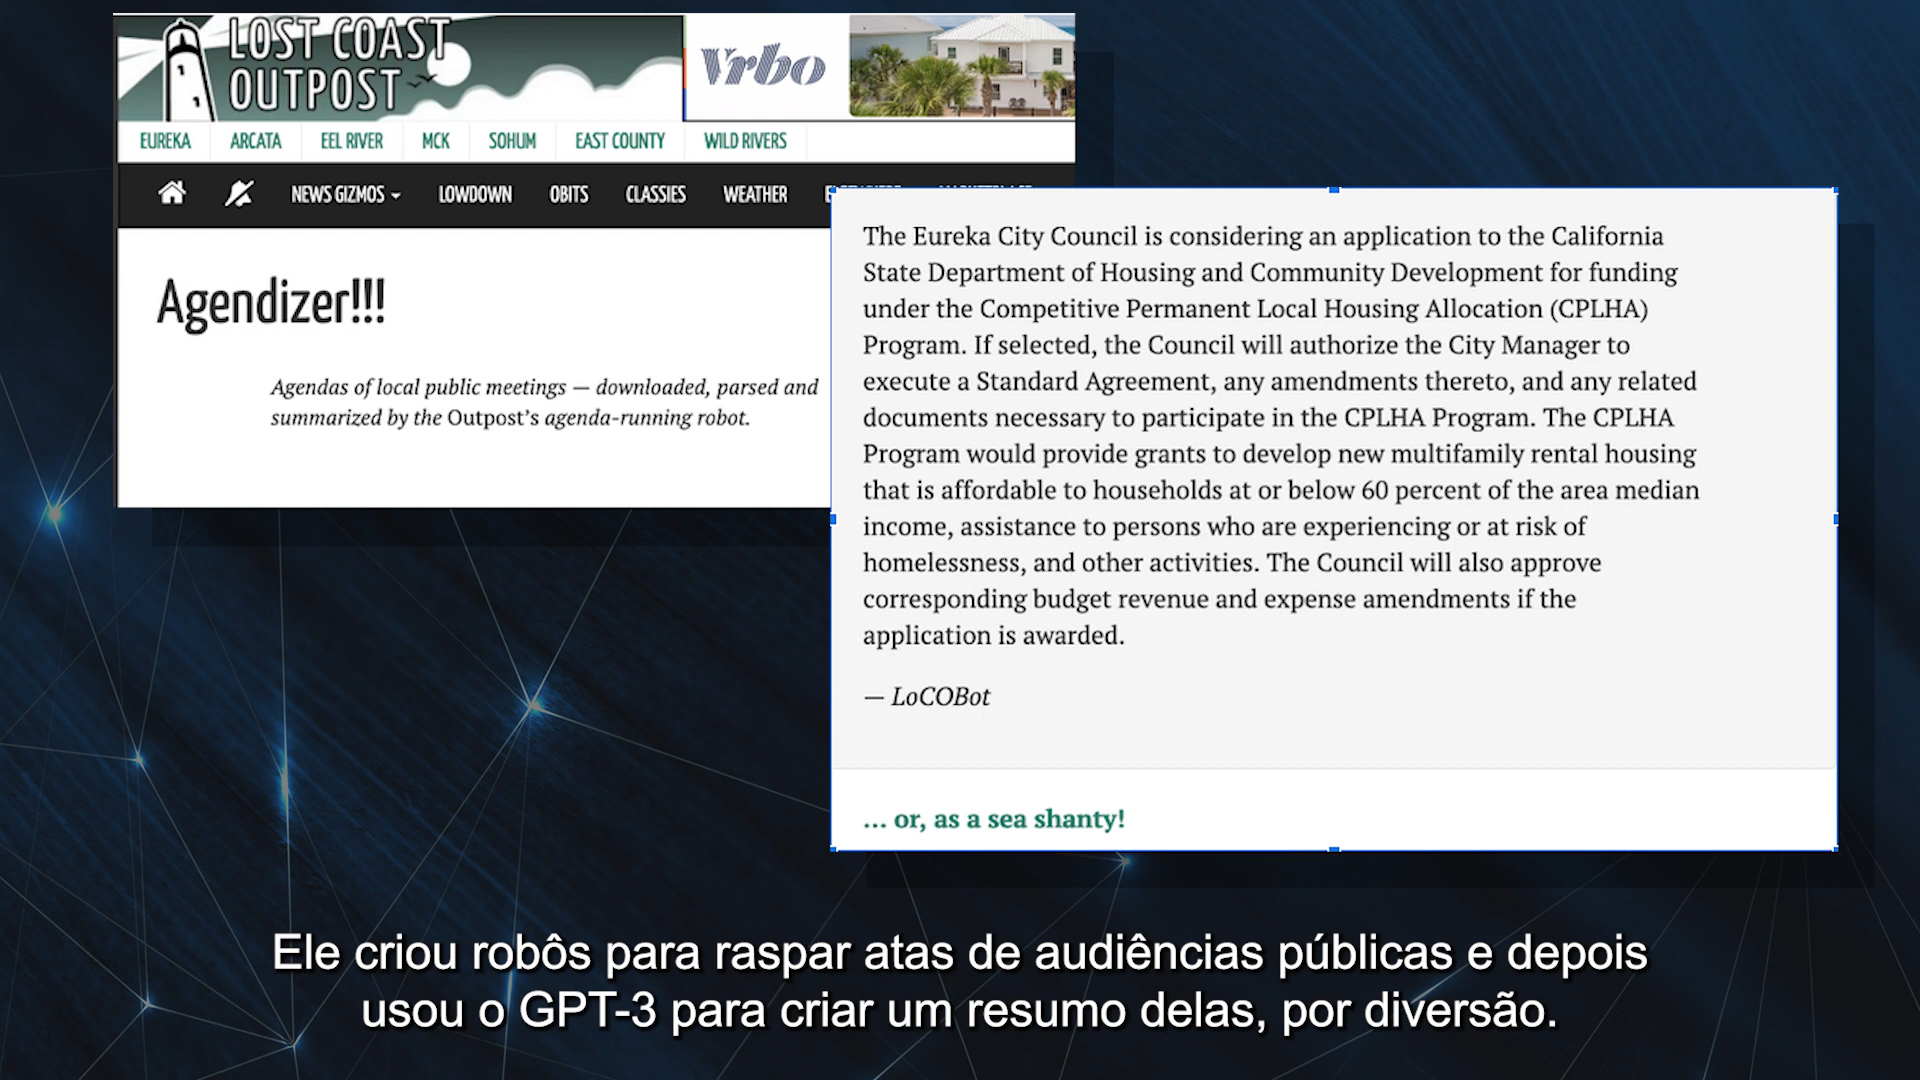 LOST COAST
OUTPOST
Vrbo
EUREKA ARCATA EEL RIVER MCK SOHUM EAST COUNTY WILD RIVERS
NEWS GIZMOS LOWDOWN OBITS CLASSIES WEATHER
Agendizer!!!
Agendas of local public meetings — downloaded, parsed and
summarized by the Outpost's agenda-running robot.
The Eureka City Council is considering an application to the California
State Department of Housing and Community Development for funding
under the Competitive Permanent Local Housing Allocation (CPLHA)
Program. If selected, the Council will authorize the City Manager to
execute a Standard Agreement, any amendments thereto, and any related
documents necessary to participate in the CPLHA Program. The CPLHA
Program would provide grants to develop new multifamily rental housing
that is affordable to households at or below 60 percent of the area median
income, assistance to persons who are experiencing or at risk of
homelessness, and other activities. The Council will also approve
corresponding budget revenue and expense amendments if the
application is awarded.
— LoCOBot
... or, as a sea shanty!
Ele criou robôs para raspar atas de audiências públicas e depois
usou o GPT-3 para criar um resumo delas, por diversão.